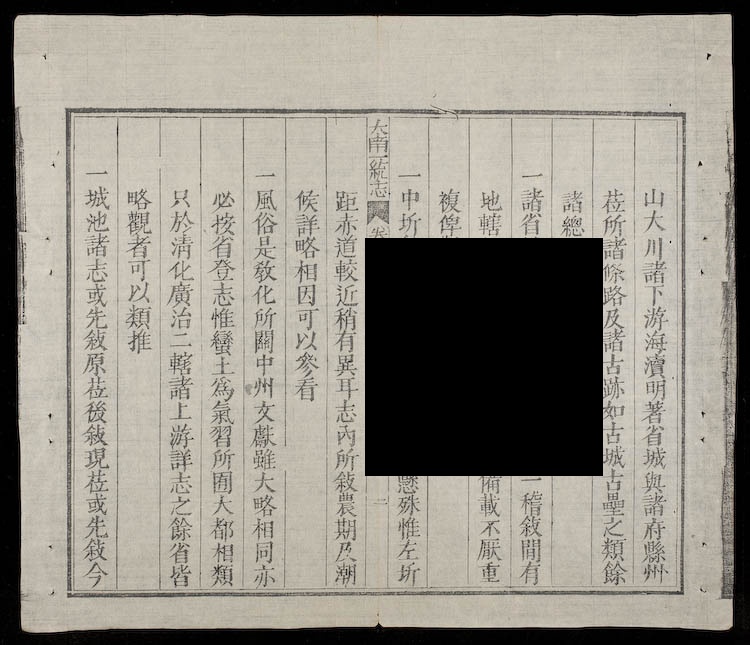 山大川諸下游海瀆明著省城與諸府縣州
莅所諸條路及諸古跡如古城古壘之類餘
諸總
一諸省一稽敘間有
地轄備載不厭重
複俾
一中圻懸殊惟左圻
大南一統志 卷 二
距赤道較近稍有異耳志內所敘農期及潮
候詳略相因可以參看
一風俗是教化所關中州文獻雖大略相同亦
必按省登志惟蠻土爲氣習所囿大都相類
只於淸化廣治二轄諸上游詳志之餘省皆
略觀者可以類推
一城池諸志或先敘原莅後敘現莅或先敘今